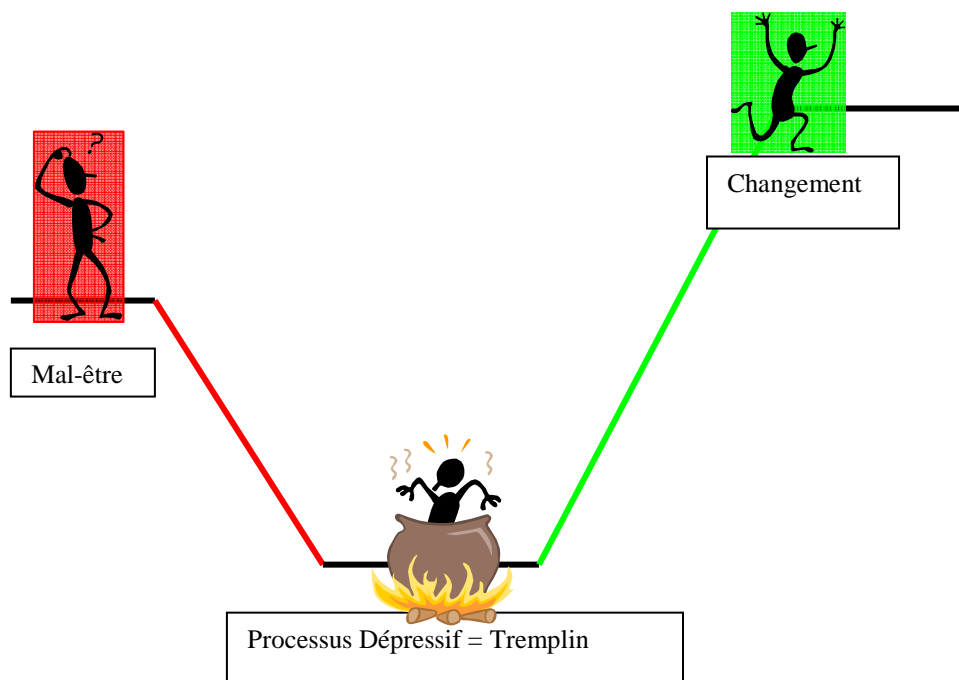 ?
Changement
Mal-être
Processus Dépressif = Tremplin